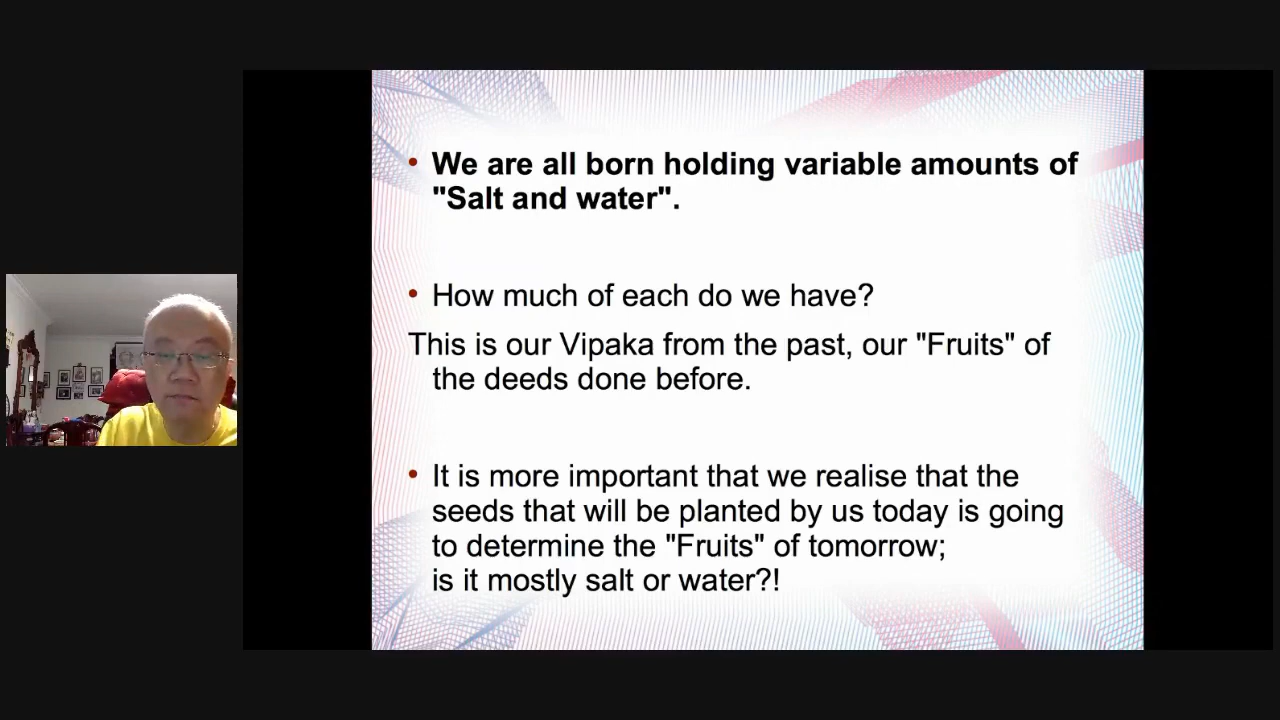 • We are all born holding variable amounts of
"Salt and water".
• How much of each do we have?
This is our Vipaka from the past, our "Fruits" of
the deeds done before.
• It is more important that we realise that the
seeds that will be planted by us today is going
to determine the "Fruits" of tomorrow;
is it mostly salt or water?!